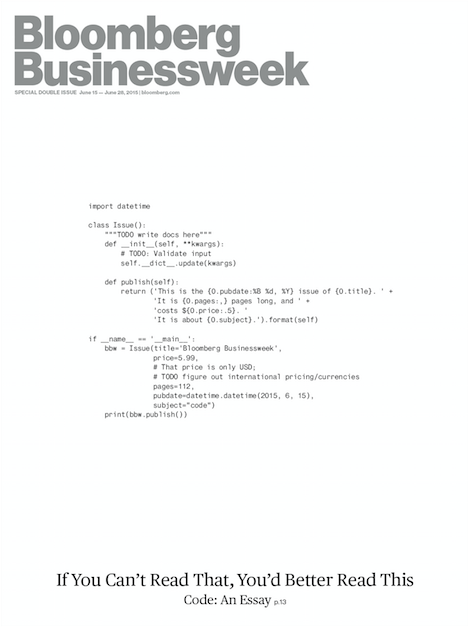 Bloomberg
Businessweek
SPECIAL DOUBLE ISSUE June 15 — June 28, 2015 | bloomberg.com
import datetime
class Issue():
    """TODO write docs here"""
    def __init__(self, **kwargs):
        # TODO: Validate input
        self.__dict__.update(kwargs)
    def publish(self):
        return ('This is the {0.pubdate:%B %d, %Y} issue of {0.title}. ' +
                'It is {0.pages:,} pages long, and ' +
                'costs ${0.price:.5}. '
                'It is about {0.subject}.').format(self)
if __name__ == '__main__':
    bbw = Issue(title='Bloomberg Businessweek',
                price=5.99,
                # That price is only USD;
                # TODO figure out international pricing/currencies
                pages=112,
                pubdate=datetime.datetime(2015, 6, 15),
                subject="code")
    print(bbw.publish())
If You Can't Read That, You'd Better Read This
Code: An Essay p.13